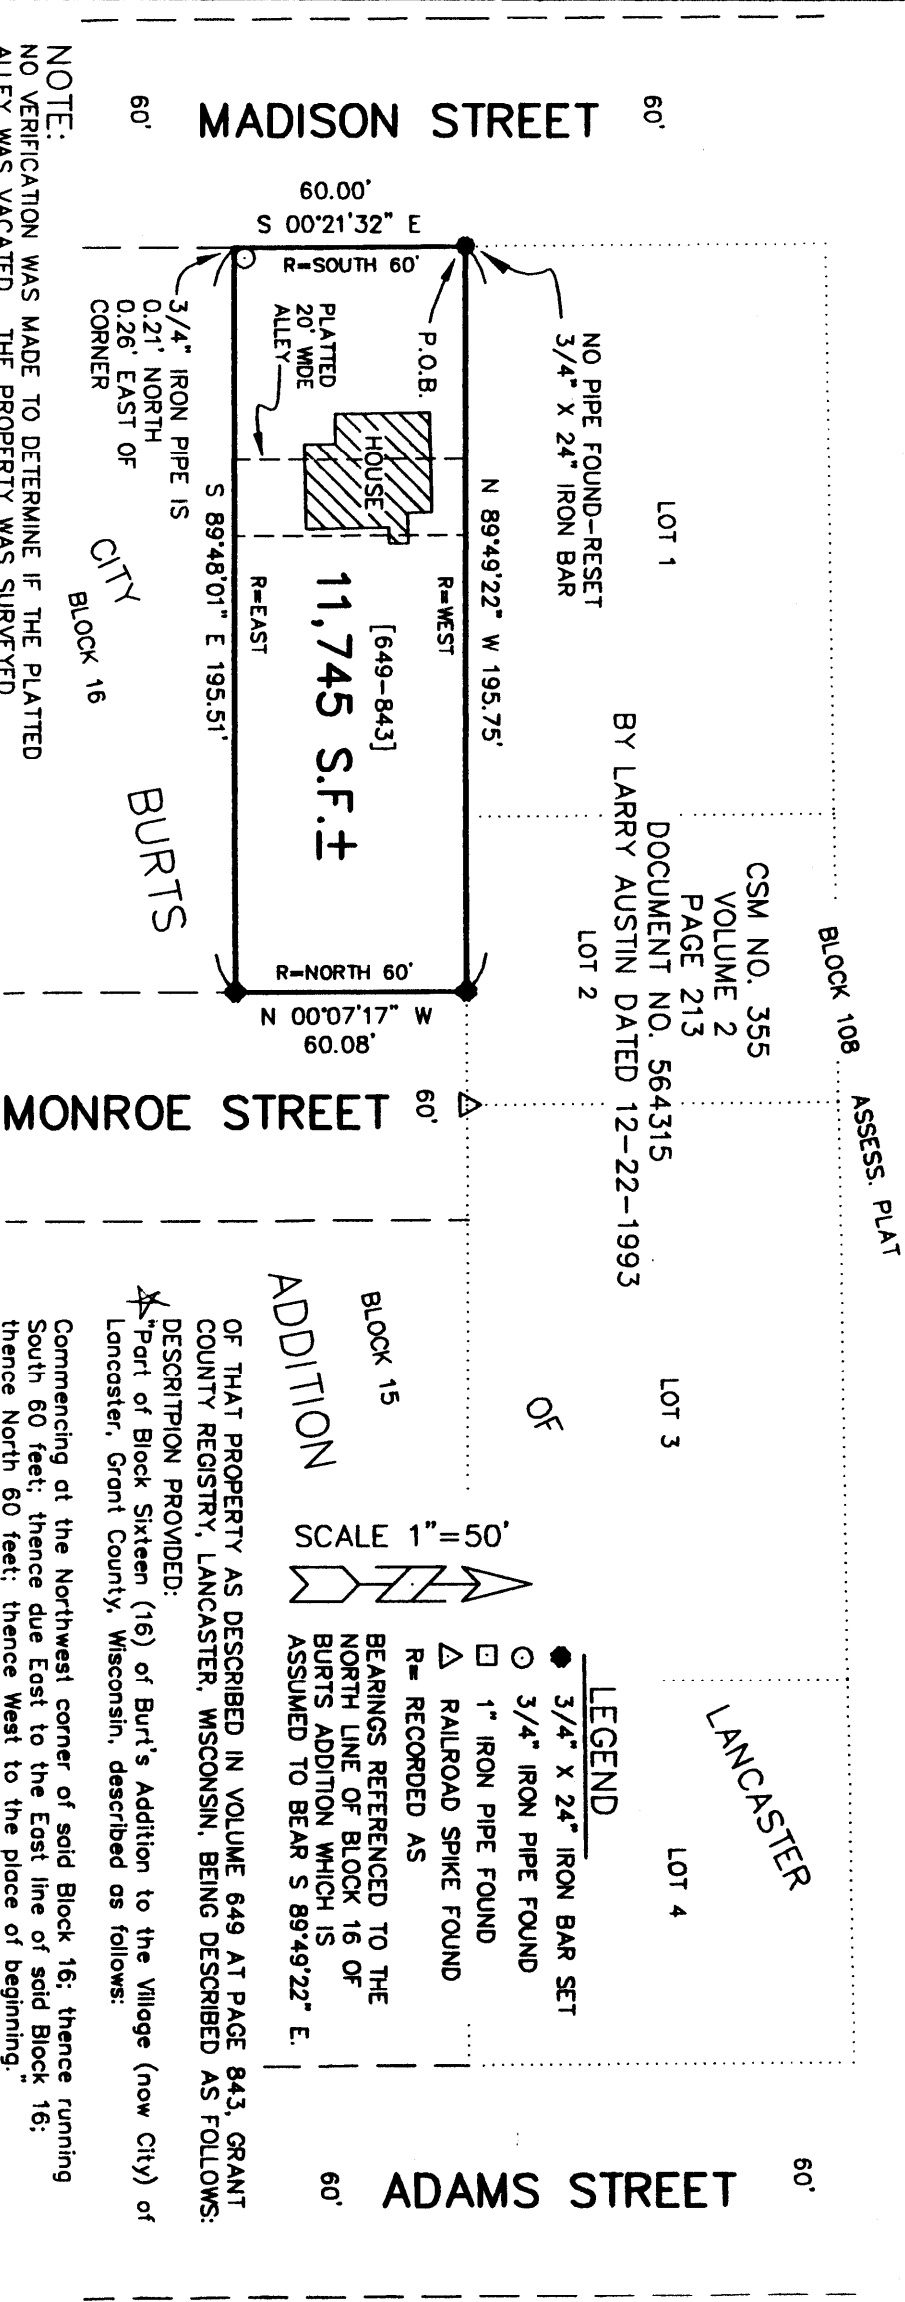 MADISON STREET
60'
60'
60.00'
S 00°21'32" E
R=SOUTH 60'
NO PIPE FOUND-RESET
3/4" X 24" IRON BAR
P.O.B.
PLATTED
20' WIDE
ALLEY
HOUSE
3/4" IRON PIPE IS
0.21' NORTH
0.26' EAST OF
CORNER
N 89°49'22" W 195.75'
R=WEST
[649-843]
11,745 S.F.±
R=EAST
S 89°48'01" E 195.51'
R=NORTH 60'
N 00°07'17" W
60.08'
LOT 1
CSM NO. 355
VOLUME 2
PAGE 213
DOCUMENT NO. 564315
BY LARRY AUSTIN DATED 12-22-1993
LOT 2
BLOCK 108
ASSESS. PLAT
OF
LANCASTER
LOT 3
LOT 4
CITY
BLOCK 16
BURTS
ADDITION
BLOCK 15
MONROE STREET
60'
ADAMS STREET
60'
60'
NOTE:
NO VERIFICATION WAS MADE TO DETERMINE IF THE PLATTED
ALLEY WAS VACATED. THE PROPERTY WAS SURVEYED
SCALE 1"=50'
LEGEND
3/4" X 24" IRON BAR SET
3/4" IRON PIPE FOUND
1" IRON PIPE FOUND
RAILROAD SPIKE FOUND
R= RECORDED AS
BEARINGS REFERENCED TO THE
NORTH LINE OF BLOCK 16 OF
BURTS ADDITION WHICH IS
ASSUMED TO BEAR S 89°49'22" E.
OF THAT PROPERTY AS DESCRIBED IN VOLUME 649 AT PAGE 843, GRANT
COUNTY REGISTRY, LANCASTER, WISCONSIN, BEING DESCRIBED AS FOLLOWS:
DESCRITPION PROVIDED:
"Part of Block Sixteen (16) of Burt's Addition to the Village (now City) of
Lancaster, Grant County, Wisconsin, described as follows:
Commencing at the Northwest corner of said Block 16; thence running
South 60 feet; thence due East to the East line of said Block 16;
thence North 60 feet; thence West to the place of beginning."